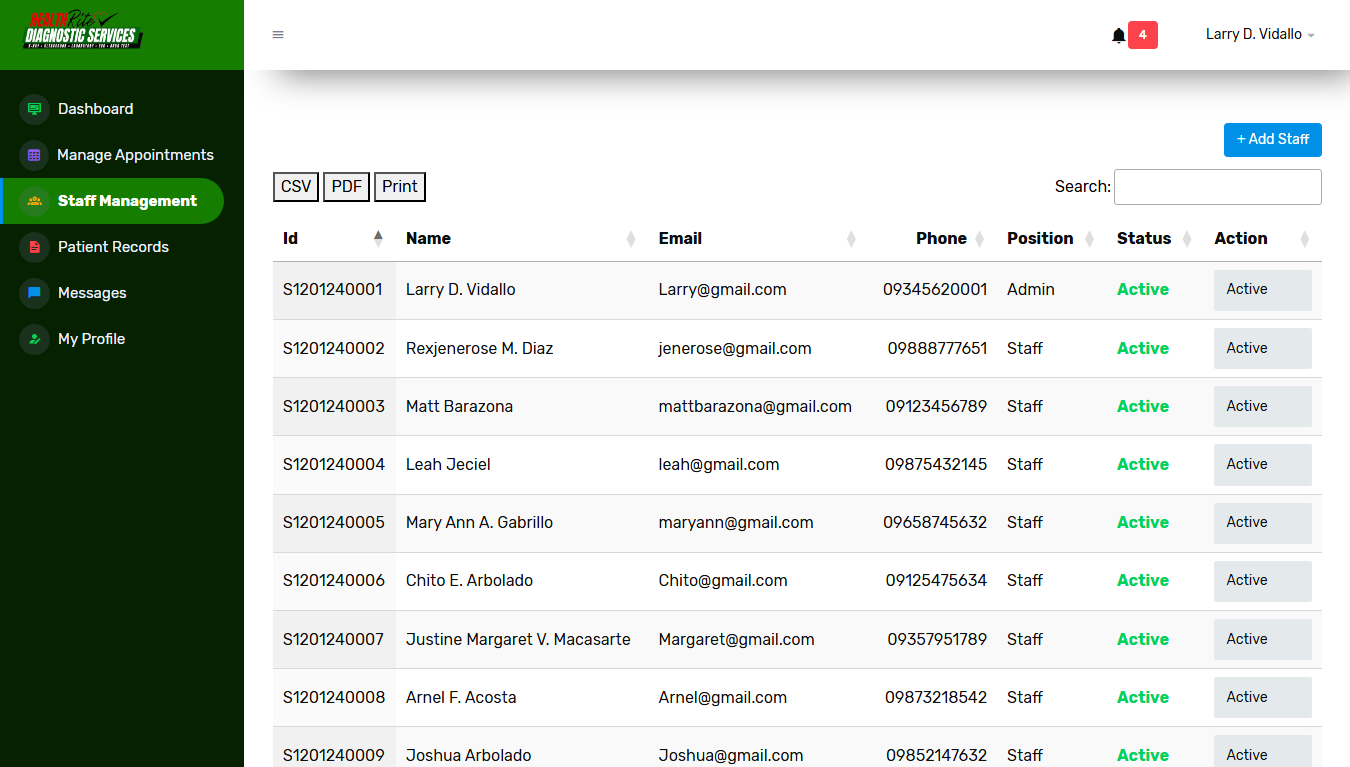 HEALTHRite
DIAGNOSTIC SERVICES
4
Larry D. Vidallo
Dashboard
Manage Appointments
Staff Management
Patient Records
Messages
My Profile
+ Add Staff
CSV PDF Print
Search:
Id Name Email Phone Position Status Action
S1201240001 Larry D. Vidallo Larry@gmail.com 09345620001 Admin Active Active
S1201240002 Rexjenerose M. Diaz jenerose@gmail.com 09888777651 Staff Active Active
S1201240003 Matt Barazona mattbarazona@gmail.com 09123456789 Staff Active Active
S1201240004 Leah Jeciel leah@gmail.com 09875432145 Staff Active Active
S1201240005 Mary Ann A. Gabrillo maryann@gmail.com 09658745632 Staff Active Active
S1201240006 Chito E. Arbolado Chito@gmail.com 09125475634 Staff Active Active
S1201240007 Justine Margaret V. Macasarte Margaret@gmail.com 09357951789 Staff Active Active
S1201240008 Arnel F. Acosta Arnel@gmail.com 09873218542 Staff Active Active
S1201240009 Joshua Arbolado Joshua@gmail.com 09852147632 Staff Active Active